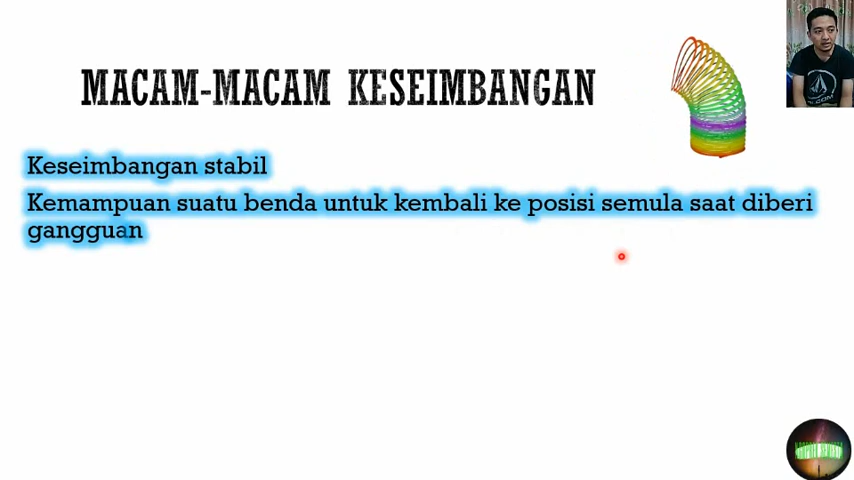 MACAM-MACAM KESEIMBANGAN
Keseimbangan stabil
Kemampuan suatu benda untuk kembali ke posisi semula saat diberi
gangguan